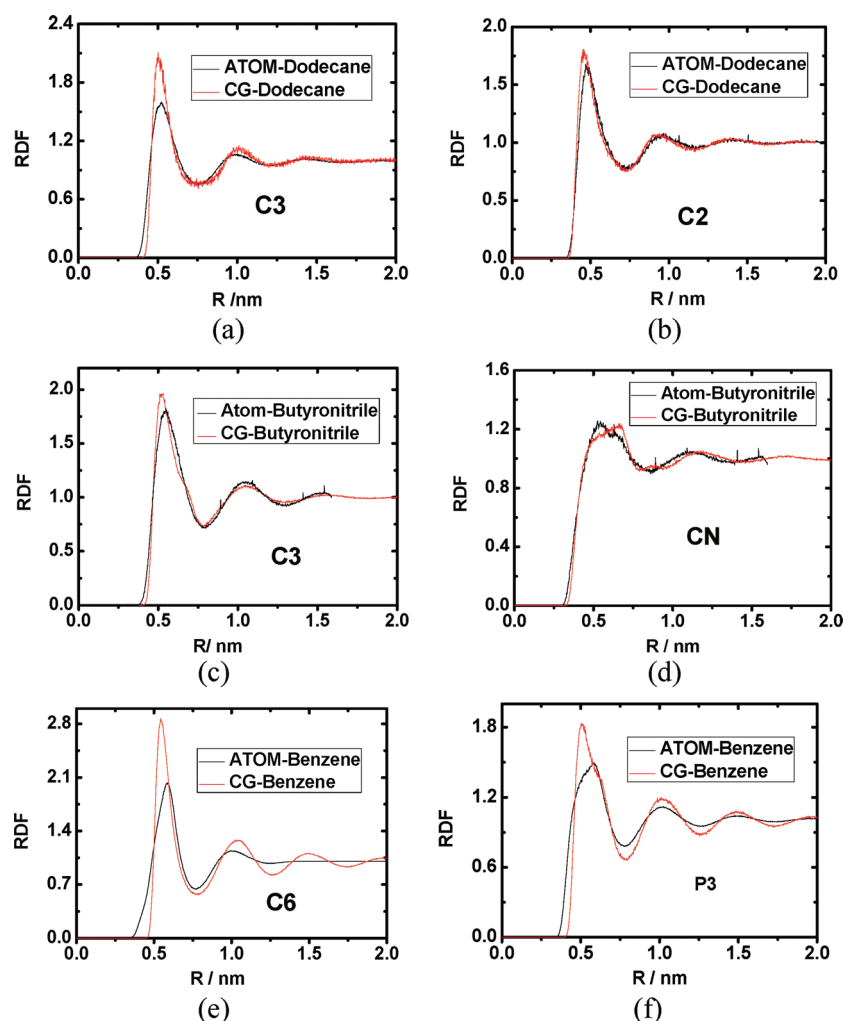 2.4
1.8
1.2
0.6
0.0
RDF
ATOM-Dodecane
CG-Dodecane
C3
0.0 0.5 1.0 1.5 2.0
R /nm
(a)
2.0
1.5
1.0
0.5
0.0
RDF
ATOM-Dodecane
CG-Dodecane
C2
0.0 0.5 1.0 1.5 2.0
R / nm
(b)
2.0
1.5
1.0
0.5
0.0
RDF
Atom-Butyronitrile
CG-Butyronitrile
C3
0.0 0.5 1.0 1.5 2.0
R/ nm
(c)
1.6
1.2
0.8
0.4
0.0
RDF
Atom-Butyronitrile
CG-Butyronitrile
CN
0.0 0.5 1.0 1.5 2.0
R / nm
(d)
2.8
2.1
1.4
0.7
0.0
RDF
ATOM-Benzene
CG-Benzene
C6
0.0 0.5 1.0 1.5 2.0
R / nm
(e)
1.8
1.2
0.6
0.0
RDF
ATOM-Benzene
CG-Benzene
P3
0.0 0.5 1.0 1.5 2.0
R / nm
(f)